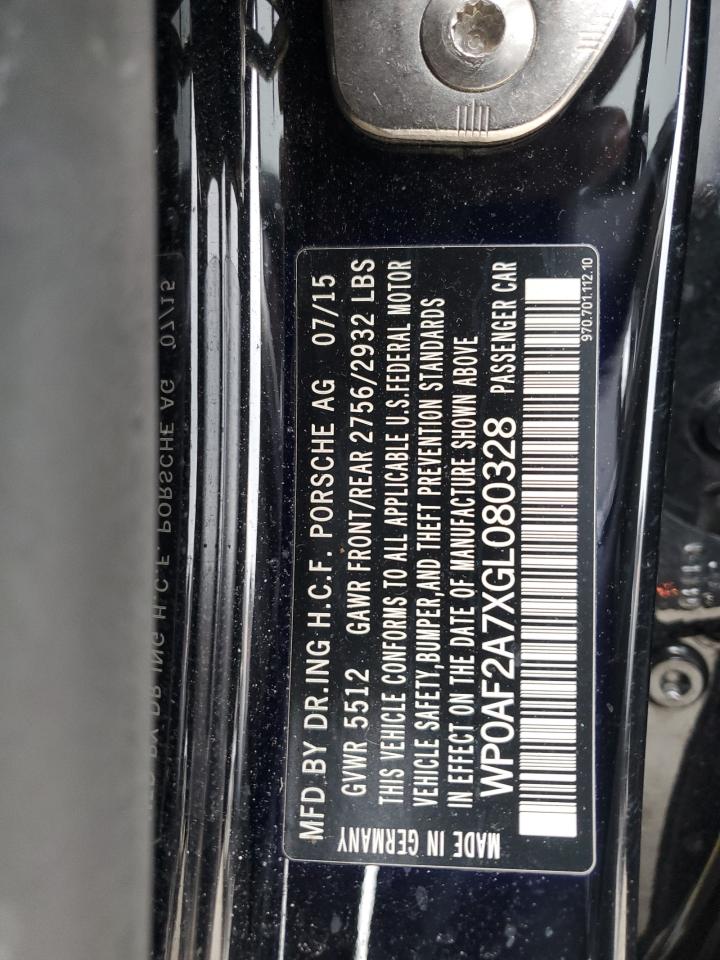 MFD BY DR.ING H.C.F. PORSCHE AG 07/15
GVWR 5512 GAWR FRONT/REAR 2756/2932 LBS
THIS VEHICLE CONFORMS TO ALL APPLICABLE U.S.FEDERAL MOTOR
VEHICLE SAFETY,BUMPER,AND THEFT PREVENTION STANDARDS
IN EFFECT ON THE DATE OF MANUFACTURE SHOWN ABOVE
WP0AF2A7XGL080328 PASSENGER CAR
MADE IN GERMANY
970.701.112.10